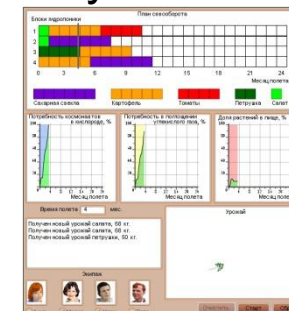 План севооборота
Блоки гидропоники
1
2
3
4
0 3 6 9 12 15 18 21 24
Месяц полета
Сахарная свекла Картофель Томаты Петрушка Салат
Потребность космонавтов в кислороде, %
Потребность в поглощении углекислого газа, %
Доля растений в пище, %
Месяц полета Месяц полета Месяц полета
Время полета 4 мес.
Получен новый урожай салата, 60 кг.
Получен новый урожай салата, 60 кг.
Получен новый урожай петрушки, 50 кг.
Урожай
Экипаж
Очистить Старт